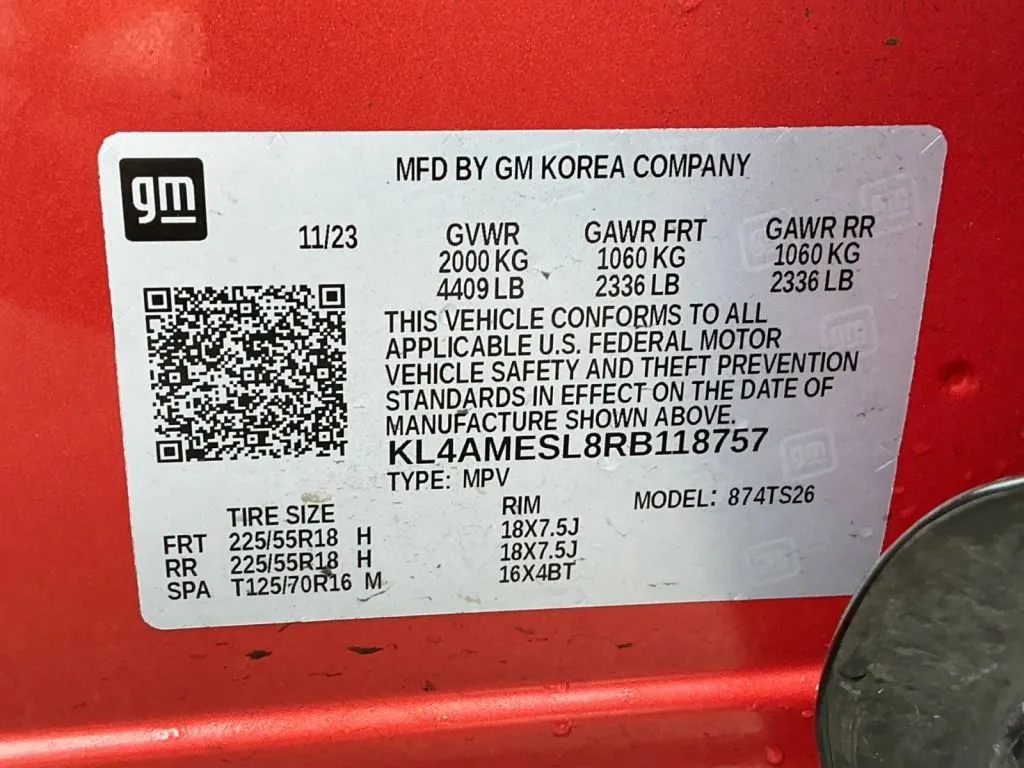 gm
MFD BY GM KOREA COMPANY
11/23 GVWR GAWR FRT GAWR RR
2000 KG 1060 KG 1060 KG
4409 LB 2336 LB 2336 LB
THIS VEHICLE CONFORMS TO ALL
APPLICABLE U.S. FEDERAL MOTOR
VEHICLE SAFETY AND THEFT PREVENTION
STANDARDS IN EFFECT ON THE DATE OF
MANUFACTURE SHOWN ABOVE.
KL4AMESL8RB118757
TYPE: MPV MODEL: 874TS26
TIRE SIZE RIM
FRT 225/55R18 H 18X7.5J
RR 225/55R18 H 18X7.5J
SPA T125/70R16 M 16X4BT